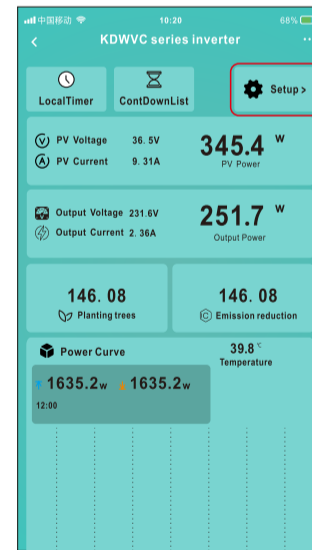 中国移动 10:20 68%
< KDWVC series inverter ...
LocalTimer ContDownList Setup >
PV Voltage 36.5V
PV Current 9.31A
345.4 W
PV Power
Output Voltage 231.6V
Output Current 2.36A
251.7 W
Output Power
146.08
Planting trees
146.08
Emission reduction
Power Curve
39.8 ℃
Temperature
1635.2w 1635.2w
12:00